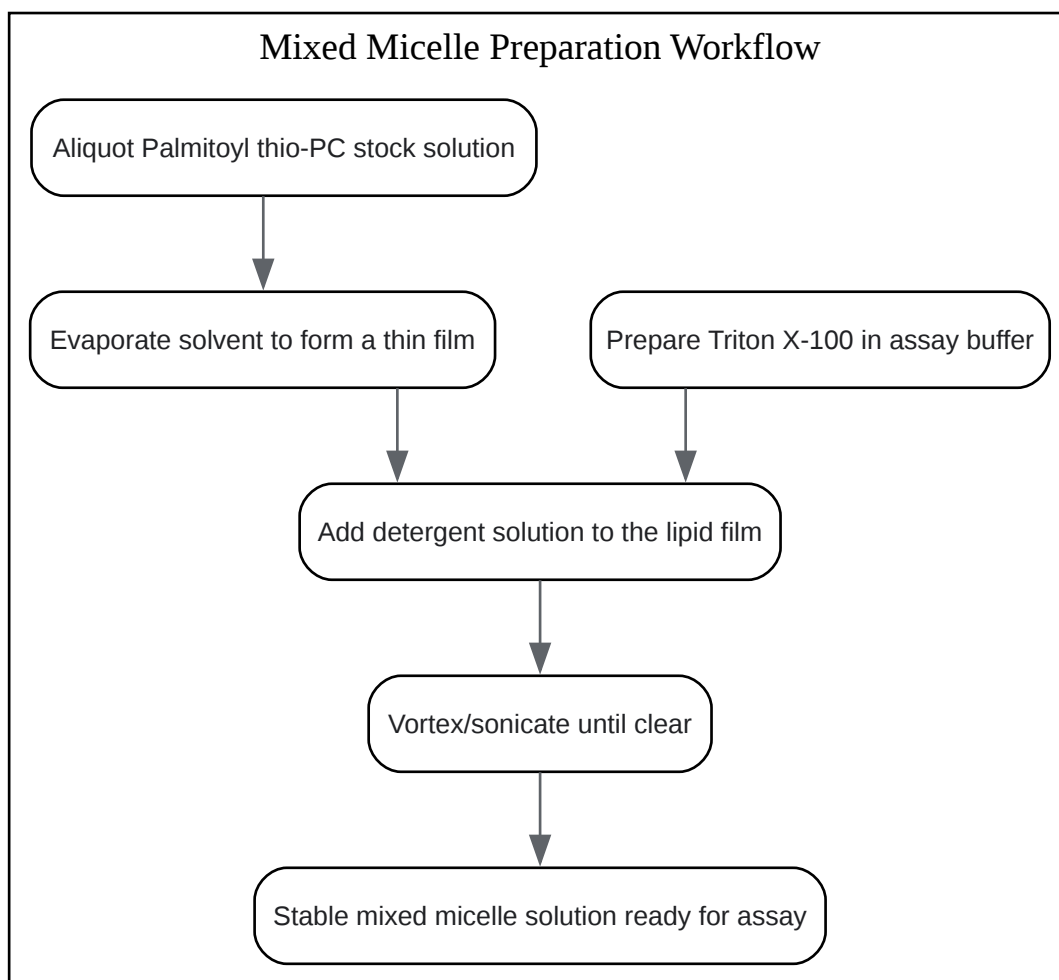 Mixed Micelle Preparation Workflow
Aliquot Palmitoyl thio-PC stock solution
Evaporate solvent to form a thin film
Prepare Triton X-100 in assay buffer
Add detergent solution to the lipid film
Vortex/sonicate until clear
Stable mixed micelle solution ready for assay